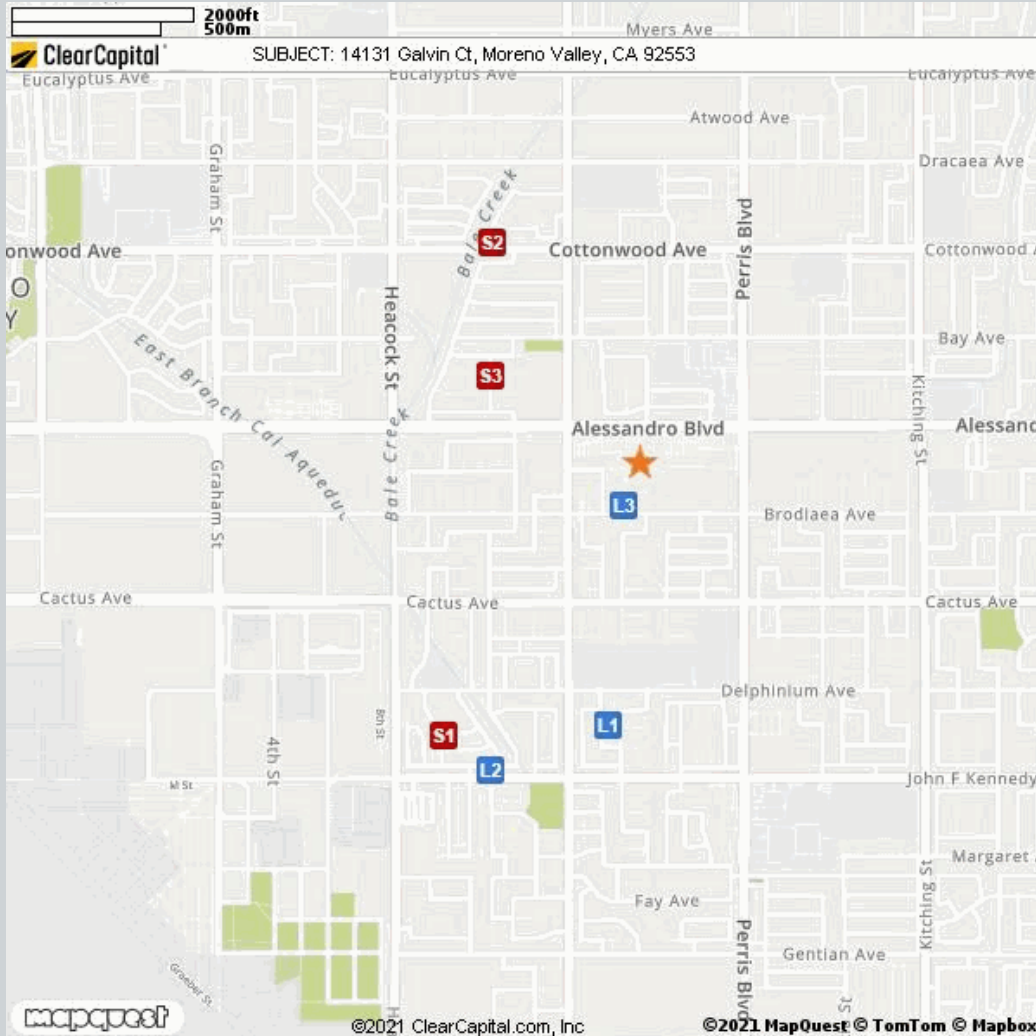 2000ft
500m
Myers Ave
ClearCapital
SUBJECT: 14131 Galvin Ct, Moreno Valley, CA 92553
Eucalyptus Ave
Eucalyptus Ave
Eucalyptus Ave
Atwood Ave
Graham St
Dracaea Ave
Bale Creek
Perris Blvd
S2
onwood Ave
Cottonwood Ave
Cottonwood
O
Y
Heacock St
East Branch Cal Aqueduc
Bay Ave
S3
Kitching St
Alessandro Blvd
Alessand
Bale Creek
Graham St
L3
Brodiaea Ave
Cactus Ave
Cactus Ave
Cactus Ave
Delphinium Ave
8th St
L1
S1
4th St
L2
M St
John F Kennedy
Margaret
Kitching St
Fay Ave
Perris Blvd
Gentian Ave
Graeber St
H
St
mapquest
©2021 ClearCapital.com, Inc
©2021 MapQuest © TomTom © Mapbox